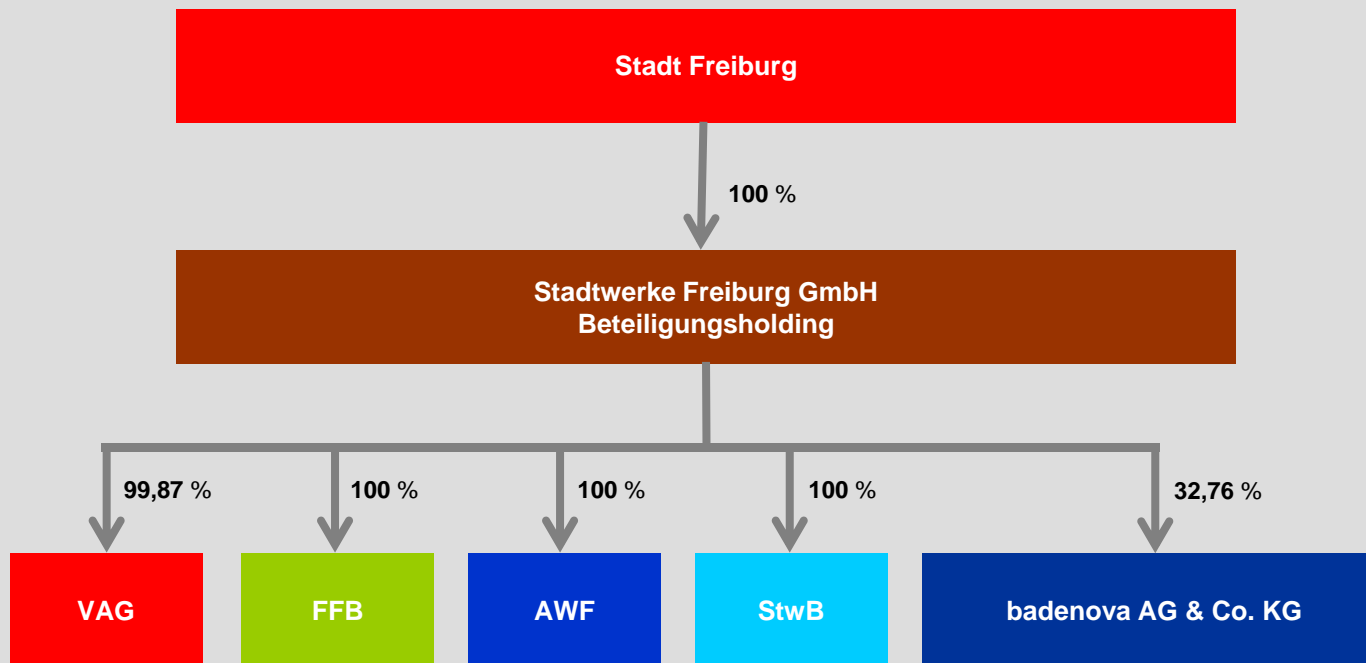 Stadt Freiburg
100 %
Stadtwerke Freiburg GmbH
Beteiligungsholding
99,87 %
100 %
100 %
100 %
32,76 %
VAG
FFB
AWF
StwB
badenova AG & Co. KG